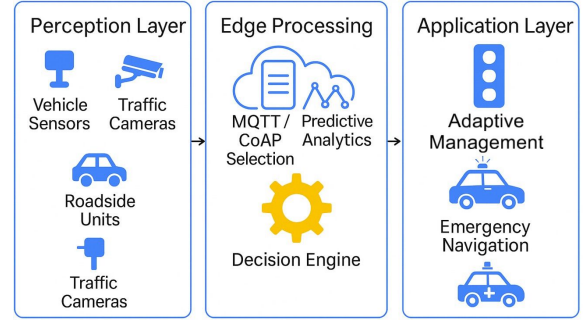 Perception Layer
Vehicle
Sensors
Traffic
Cameras
Roadside
Units
Traffic
Cameras
Edge Processing
MQTT /
CoAP
Selection
Predictive
Analytics
Decision Engine
Application Layer
Adaptive
Management
Emergency
Navigation